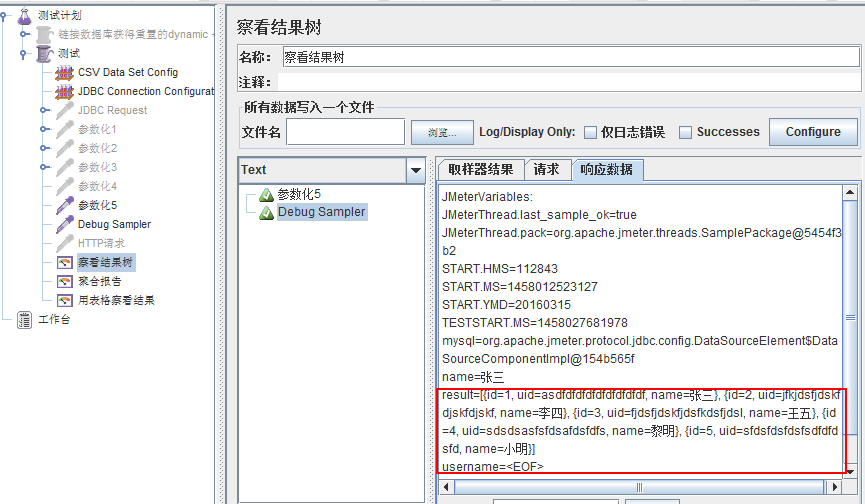 测试计划
链接数据库获得重置的dynamic
测试
CSV Data Set Config
JDBC Connection Configurat
JDBC Request
参数化1
参数化2
参数化3
参数化4
参数化5
Debug Sampler
HTTP请求
察看结果树
聚合报告
用表格察看结果
工作台
察看结果树
名称: 察看结果树
注释:
所有数据写入一个文件
文件名 浏览... Log/Display Only: 仅日志错误 Successes Configure
Text
参数化5
Debug Sampler
取样器结果 请求 响应数据
JMeterVariables:
JMeterThread.last_sample_ok=true
JMeterThread.pack=org.apache.jmeter.threads.SamplePackage@5454f3
b2
START.HMS=112843
START.MS=1458012523127
START.YMD=20160315
TESTSTART.MS=1458027681978
mysql=org.apache.jmeter.protocol.jdbc.config.DataSourceElement$Data
SourceComponentImpl@154b565f
name=张三
result=[{id=1, uid=asdfdfdfdfdfdfdfdf, name=张三}, {id=2, uid=jfkjdsfjdskf
djskfdjskf, name=李四}, {id=3, uid=fjdsfjdskfjdsfkdsfjdsl, name=王五}, {id
=4, uid=sdsdsasfsfdsafdsfdfs, name=黎明}, {id=5, uid=sfdsfdsfdsfsdfdfd
sfd, name=小明}]
username=<EOF>